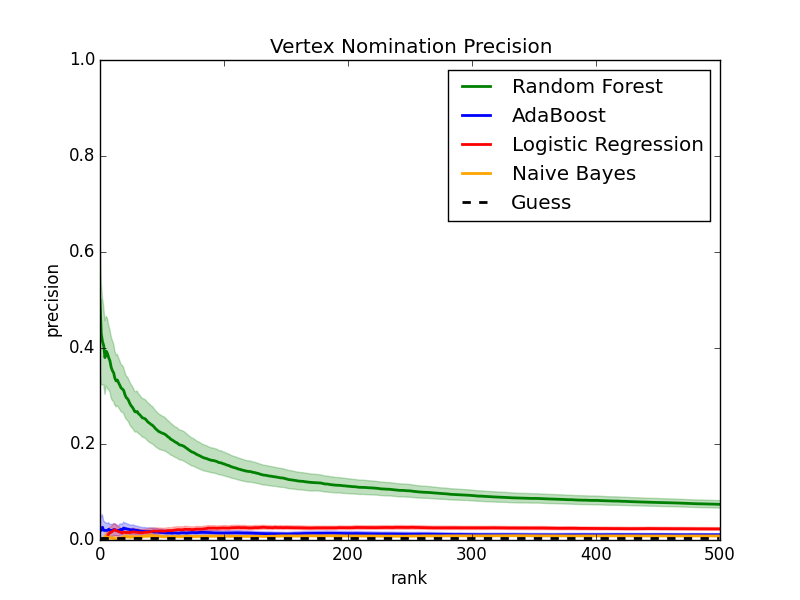 Vertex Nomination Precision
1.0
0.8
0.6
0.4
0.2
0.0
precision
Random Forest
AdaBoost
Logistic Regression
Naive Bayes
Guess
0 100 200 300 400 500
rank